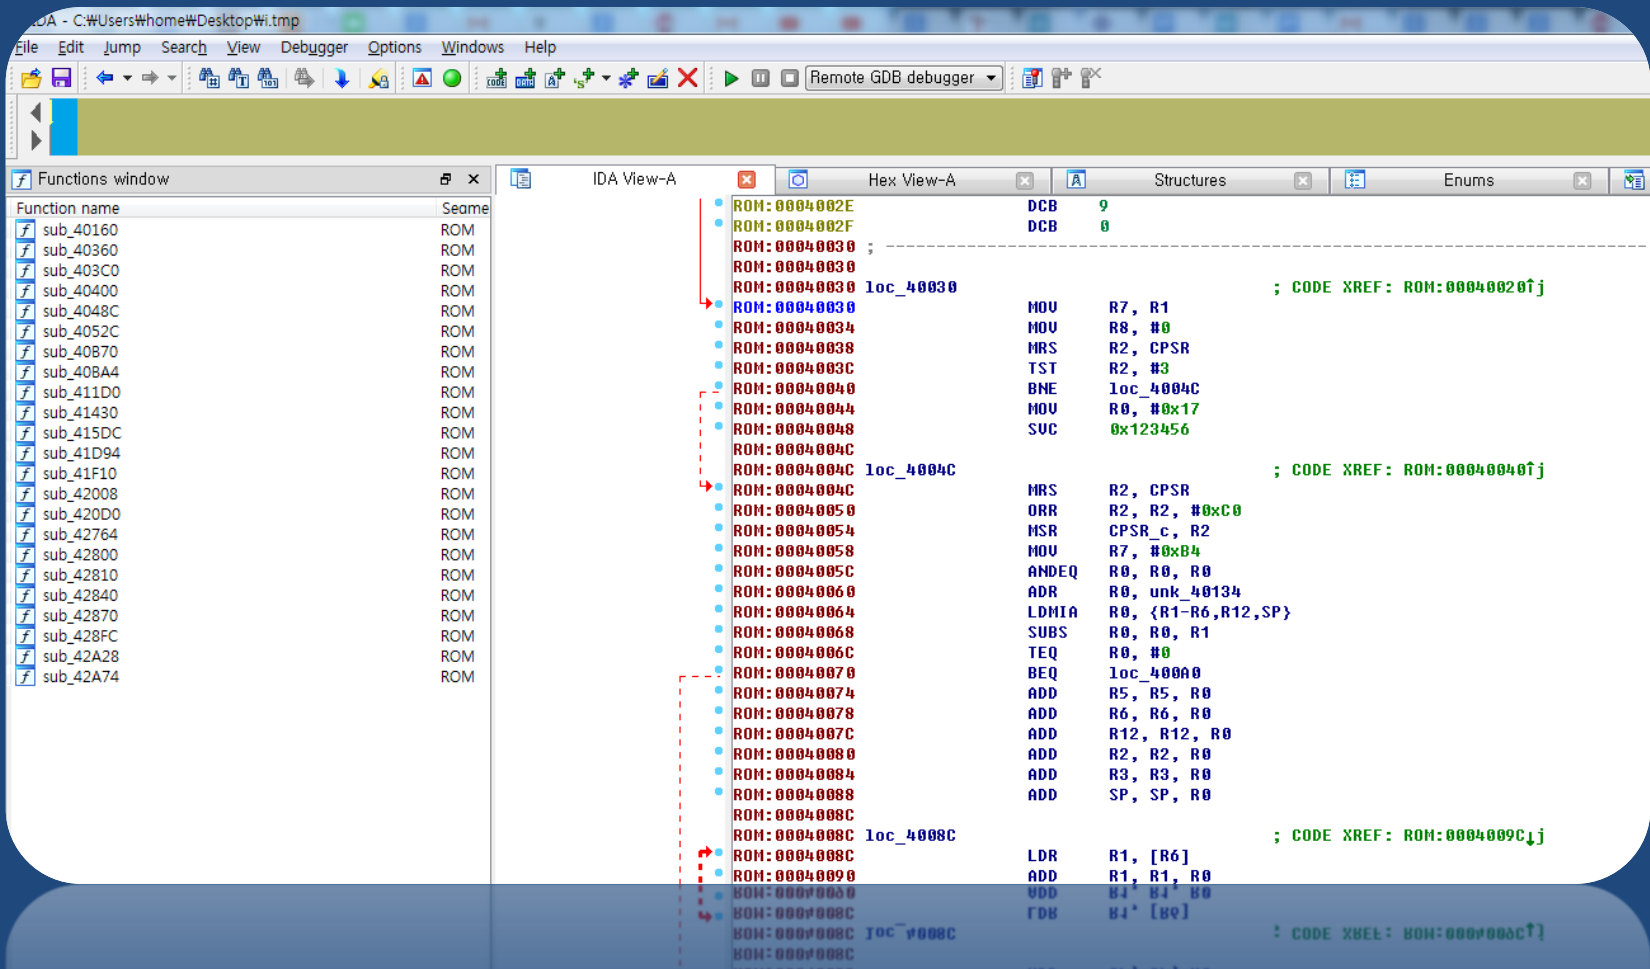 IDA - C:₩Users₩home₩Desktop₩i.tmp
File Edit Jump Search View Debugger Options Windows Help
Remote GDB debugger
Functions window
IDA View-A
Hex View-A
Structures
Enums
Function name Segme
sub_40160 ROM
sub_40360 ROM
sub_403C0 ROM
sub_40400 ROM
sub_4048C ROM
sub_4052C ROM
sub_40B70 ROM
sub_40BA4 ROM
sub_411D0 ROM
sub_41430 ROM
sub_415DC ROM
sub_41D94 ROM
sub_41F10 ROM
sub_42008 ROM
sub_420D0 ROM
sub_42764 ROM
sub_42800 ROM
sub_42810 ROM
sub_42840 ROM
sub_42870 ROM
sub_428FC ROM
sub_42A28 ROM
sub_42A74 ROM
ROM:0004002E DCB 9
ROM:0004002F DCB 0
ROM:00040030 ; ---------------------------------------------------------------------------
ROM:00040030
ROM:00040030 loc_40030 ; CODE XREF: ROM:00040020↑j
ROM:00040030 MOV R7, R1
ROM:00040034 MOV R8, #0
ROM:00040038 MRS R2, CPSR
ROM:0004003C TST R2, #3
ROM:00040040 BNE loc_4004C
ROM:00040044 MOV R0, #0x17
ROM:00040048 SVC 0x123456
ROM:0004004C
ROM:0004004C loc_4004C ; CODE XREF: ROM:00040040↑j
ROM:0004004C MRS R2, CPSR
ROM:00040050 ORR R2, R2, #0xC0
ROM:00040054 MSR CPSR_c, R2
ROM:00040058 MOV R7, #0xB4
ROM:0004005C ANDEQ R0, R0, R0
ROM:00040060 ADR R0, unk_40134
ROM:00040064 LDMIA R0, {R1-R6,R12,SP}
ROM:00040068 SUBS R0, R0, R1
ROM:0004006C TEQ R0, #0
ROM:00040070 BEQ loc_400A0
ROM:00040074 ADD R5, R5, R0
ROM:00040078 ADD R6, R6, R0
ROM:0004007C ADD R12, R12, R0
ROM:00040080 ADD R2, R2, R0
ROM:00040084 ADD R3, R3, R0
ROM:00040088 ADD SP, SP, R0
ROM:0004008C
ROM:0004008C loc_4008C ; CODE XREF: ROM:0004009C↓j
ROM:0004008C LDR R1, [R6]
ROM:00040090 ADD R1, R1, R0